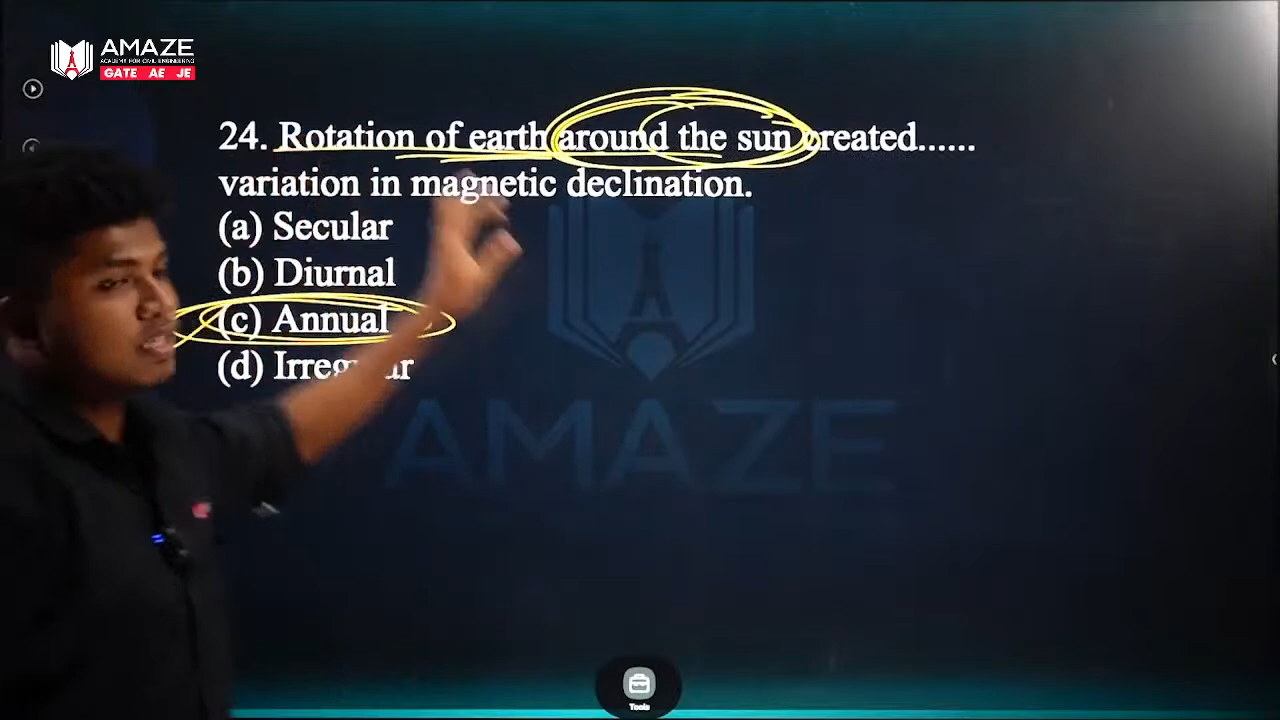 AMAZE
ACADEMY FOR CIVIL ENGINEERING
GATE AE JE
24. Rotation of earth around the sun created......
variation in magnetic declination.
(a) Secular
(b) Diurnal
(c) Annual
(d) Irregular
AMAZE
Tools